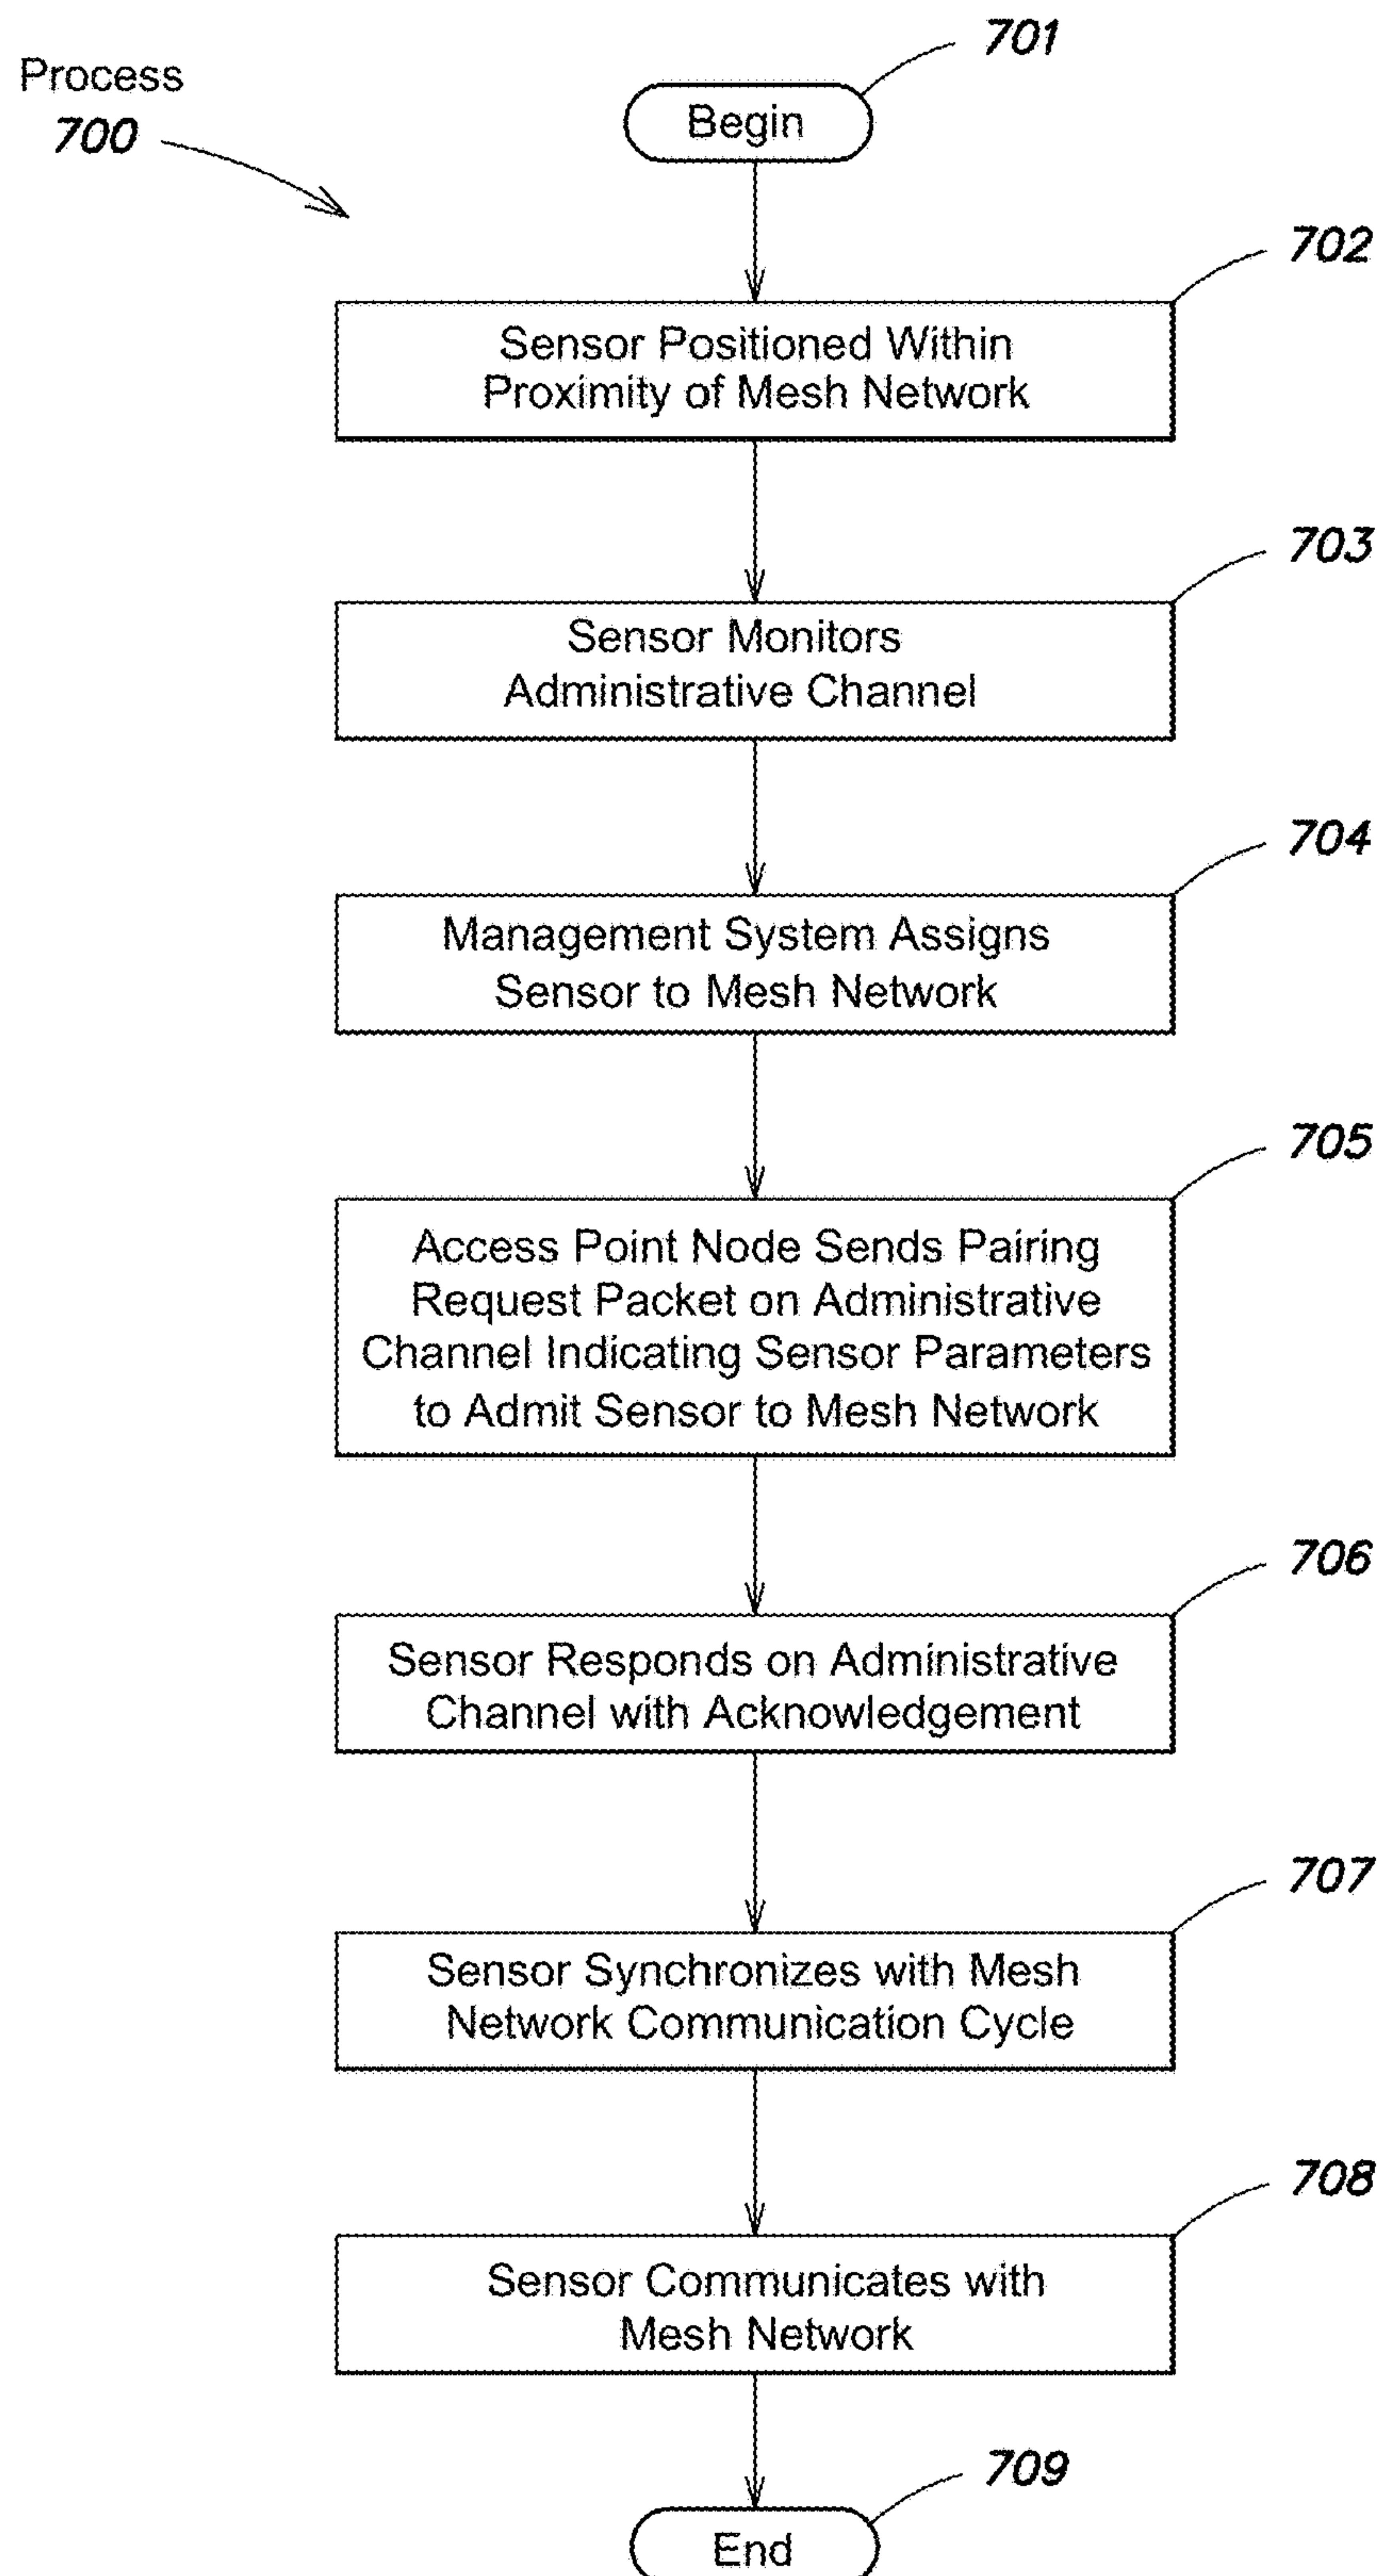 Process
700
701
Begin
702
Sensor Positioned Within
Proximity of Mesh Network
703
Sensor Monitors
Administrative Channel
704
Management System Assigns
Sensor to Mesh Network
705
Access Point Node Sends Pairing
Request Packet on Administrative
Channel Indicating Sensor Parameters
to Admit Sensor to Mesh Network
706
Sensor Responds on Administrative
Channel with Acknowledgement
707
Sensor Synchronizes with Mesh
Network Communication Cycle
708
Sensor Communicates with
Mesh Network
709
End